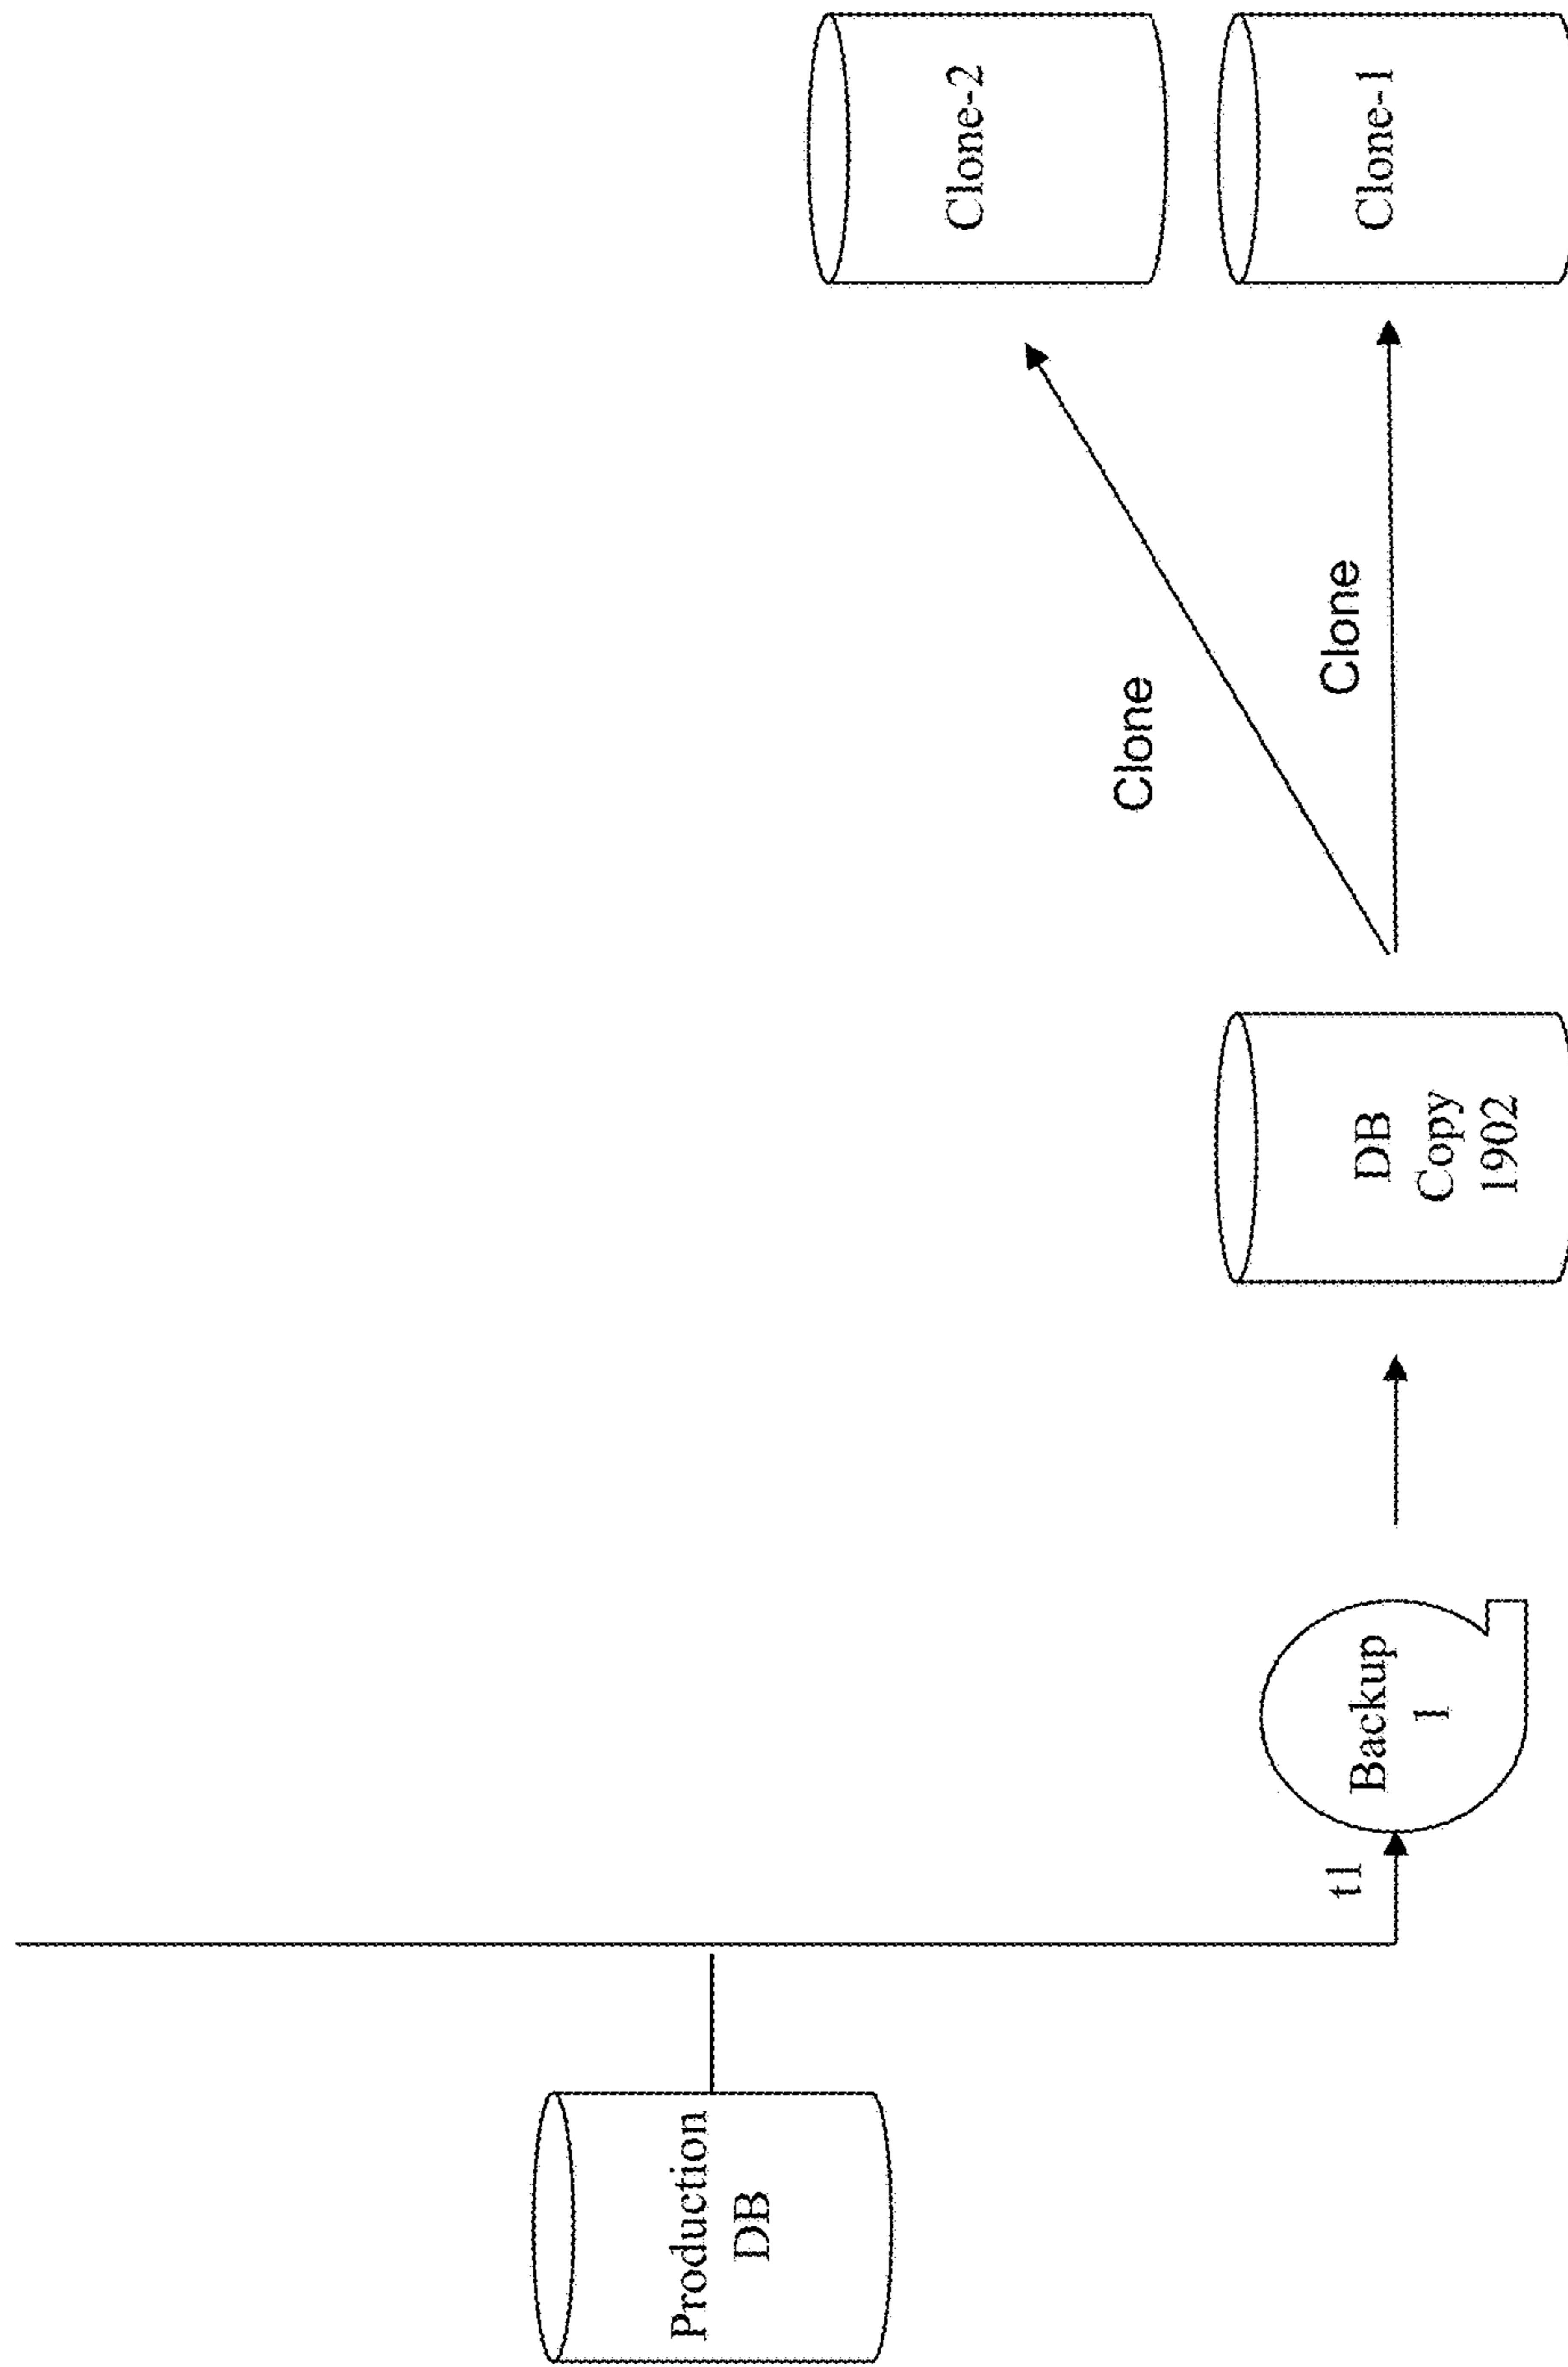 Production
DB
t1
Backup
1
DB
Copy
1902
Clone
Clone
Clone-2
Clone-1